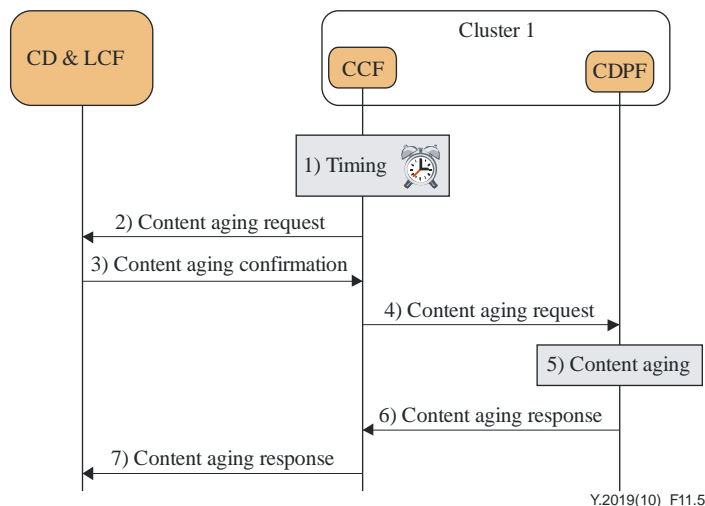 Cluster 1
CD & LCF
CCF
CDPF
1) Timing
2) Content aging request
3) Content aging confirmation
4) Content aging request
5) Content aging
6) Content aging response
7) Content aging response
Y.2019(10)_F11.5